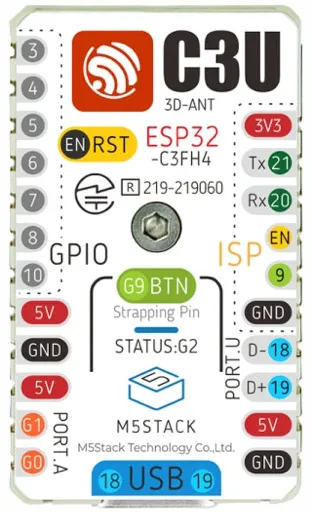 C3U
3D-ANT
3
4
5
6
7
8
10
5V
GND
5V
G1
G0
GPIO
PORT.A
EN RST
ESP32
-C3FH4
R 219-219060
G9 BTN
Strapping Pin
STATUS:G2
5
M5STACK
M5Stack Technology Co.,Ltd.
18 USB 19
ISP
PORT.U
3V3
Tx 21
Rx 20
EN
9
GND
D- 18
D+ 19
5V
GND